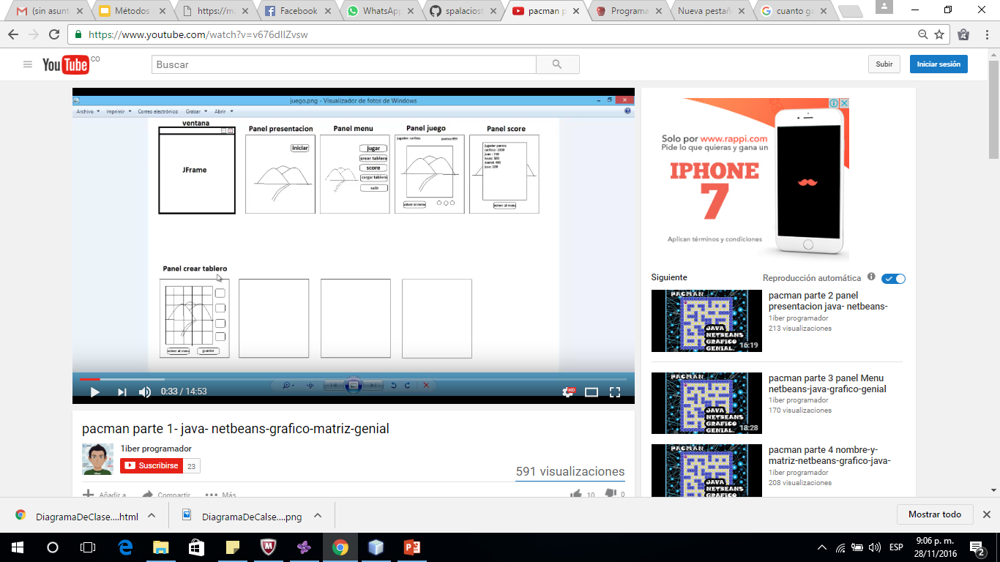 (sin asunt
Métodos
https://ma
Facebook
WhatsApp
spalaciost
pacman p
Programa
Nueva pestañ
cuanto ga
https://www.youtube.com/watch?v=v676dIlZvsw
YouTube CO
Buscar
Subir
Iniciar sesión
juego.png - Visualizador de fotos de Windows
Archivo
Imprimir
Correo electrónico
Grabar
Abrir
ventana
JFrame
Panel presentacion
iniciar
Panel menu
jugar
crear tablero
score
cargar tablero
salir
Panel juego
jugador: carlitos
puntos:999
volver al menu
Panel score
jugador puntos
carlitos: 1000
juan : 700
lucas: 500
daniel: 400
jose: 100
volver al menu
Panel crear tablero
volver al menu
guardar
0:33 / 14:53
HD
pacman parte 1- java- netbeans-grafico-matriz-genial
1iber programador
Suscribirse
23
591 visualizaciones
Añadir a
Compartir
Más
10
0
Solo por www.rappi.com
Pide lo que quieras y gana un
IPHONE
7
Aplican términos y condiciones
Siguiente
Reproducción automática
PACMAN
JAVA
NETBEANS
GRAFICO
GENIAL.
16:19
pacman parte 2 panel
presentacion java- netbeans-
1iber programador
213 visualizaciones
PACMAN
JAVA
NETBEANS
GRAFICO
GENIAL.
18:28
pacman parte 3 panel Menu
netbeans-java-grafico-genial
1iber programador
170 visualizaciones
PACMAN
JAVA
NETBEANS
GRAFICO
pacman parte 4 nombre-y-
matriz-netbeans-grafico-java-
1iber programador
208 visualizaciones
DiagramaDeClase....html
DiagramaDeCalse....png
Mostrar todo
ESP
9:06 p. m.
28/11/2016
2